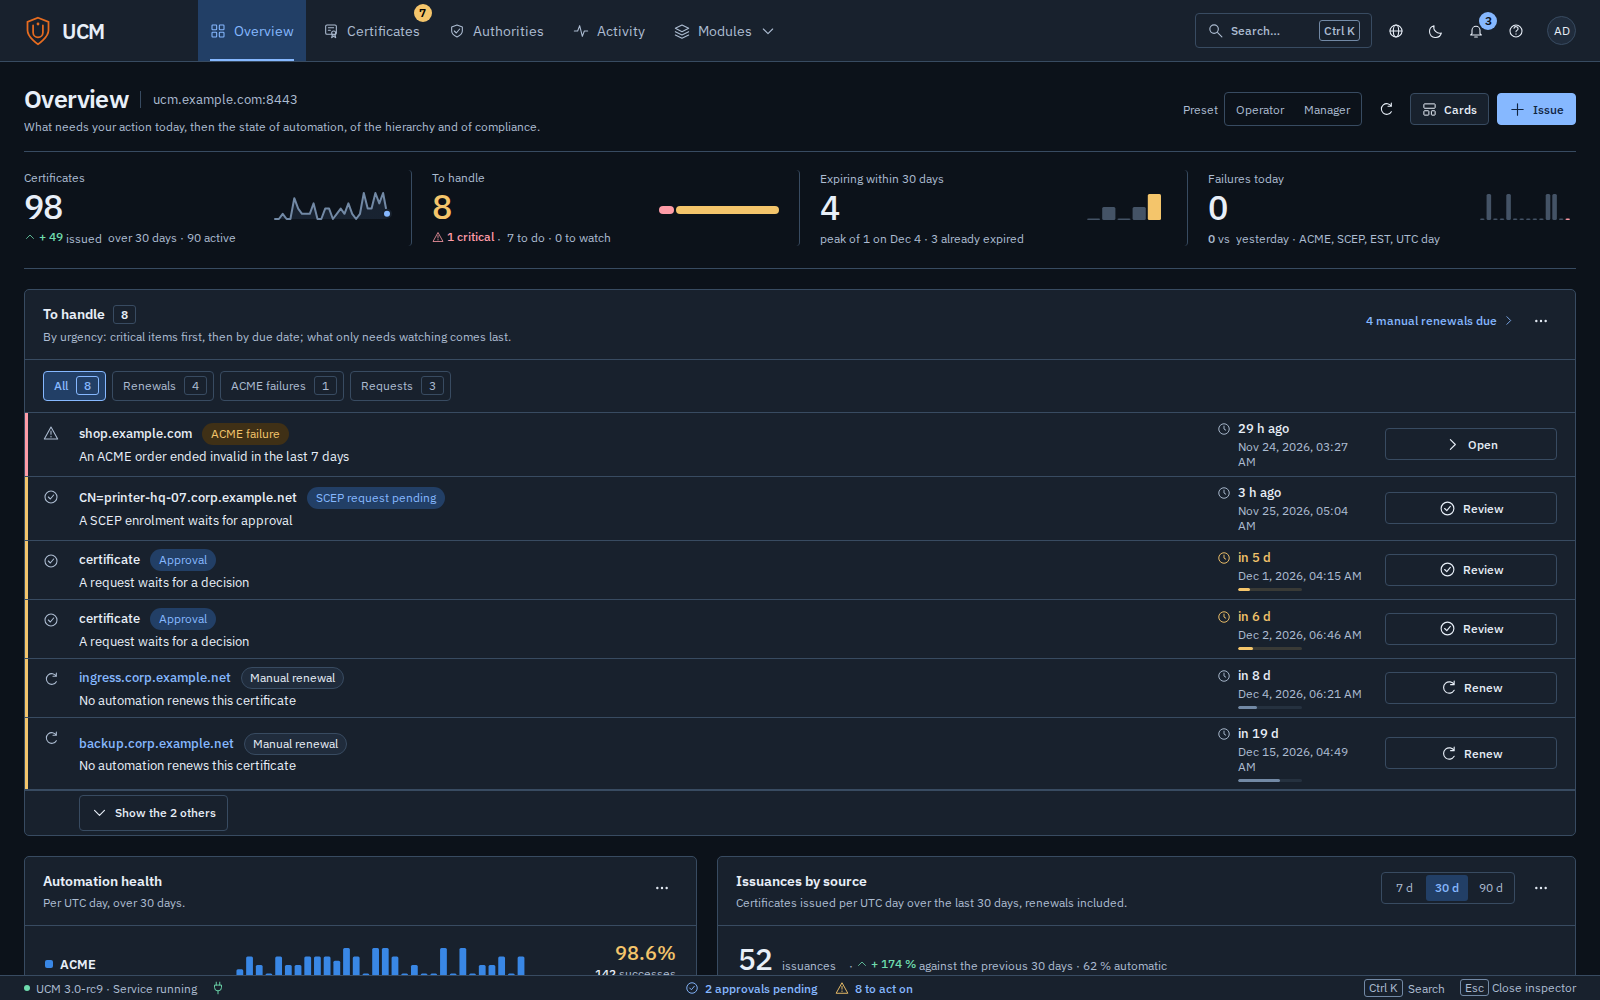 UCM
Overview
Certificates
7
Authorities
Activity
Modules
Search...
Ctrl K
3
AD
Overview
ucm.example.com:8443
What needs your action today, then the state of automation, of the hierarchy and of compliance.
Preset
Operator
Manager
Cards
Issue
Certificates
98
+ 49 issued over 30 days · 90 active
To handle
8
1 critical · 7 to do · 0 to watch
Expiring within 30 days
4
peak of 1 on Dec 4 · 3 already expired
Failures today
0
0 vs yesterday · ACME, SCEP, EST, UTC day
To handle 8
By urgency: critical items first, then by due date; what only needs watching comes last.
4 manual renewals due
All 8
Renewals 4
ACME failures 1
Requests 3
shop.example.com ACME failure
An ACME order ended invalid in the last 7 days
29 h ago
Nov 24, 2026, 03:27
AM
Open
CN=printer-hq-07.corp.example.net SCEP request pending
A SCEP enrolment waits for approval
3 h ago
Nov 25, 2026, 05:04
AM
Review
certificate Approval
A request waits for a decision
in 5 d
Dec 1, 2026, 04:15 AM
Review
certificate Approval
A request waits for a decision
in 6 d
Dec 2, 2026, 06:46 AM
Review
ingress.corp.example.net Manual renewal
No automation renews this certificate
in 8 d
Dec 4, 2026, 06:21 AM
Renew
backup.corp.example.net Manual renewal
No automation renews this certificate
in 19 d
Dec 15, 2026, 04:49
AM
Renew
Show the 2 others
Automation health
Per UTC day, over 30 days.
ACME
98.6%
142 successes
Issuances by source
Certificates issued per UTC day over the last 30 days, renewals included.
7 d
30 d
90 d
52 issuances · + 174 % against the previous 30 days · 62 % automatic
UCM 3.0-rc9 · Service running
2 approvals pending
8 to act on
Ctrl K Search
Esc Close inspector